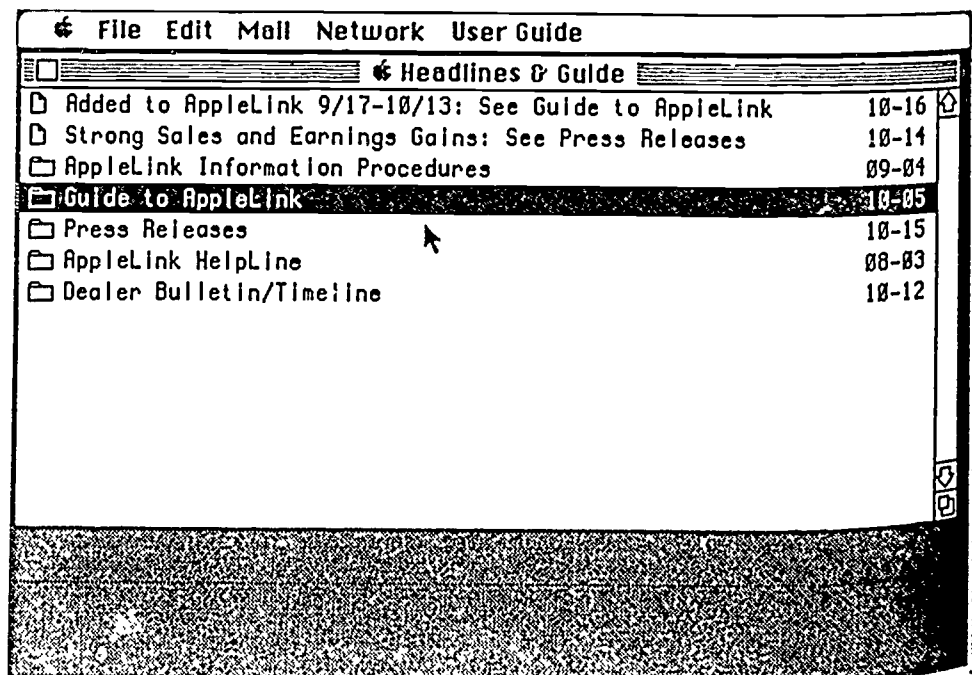 File Edit Mail Network User Guide
Headlines & Guide
Added to AppleLink 9/17-10/13: See Guide to AppleLink 10-16
Strong Sales and Earnings Gains: See Press Releases 10-14
AppleLink Information Procedures 09-04
Guide to AppleLink 10-05
Press Releases 10-15
AppleLink HelpLine 08-03
Dealer Bulletin/Timeline 10-12